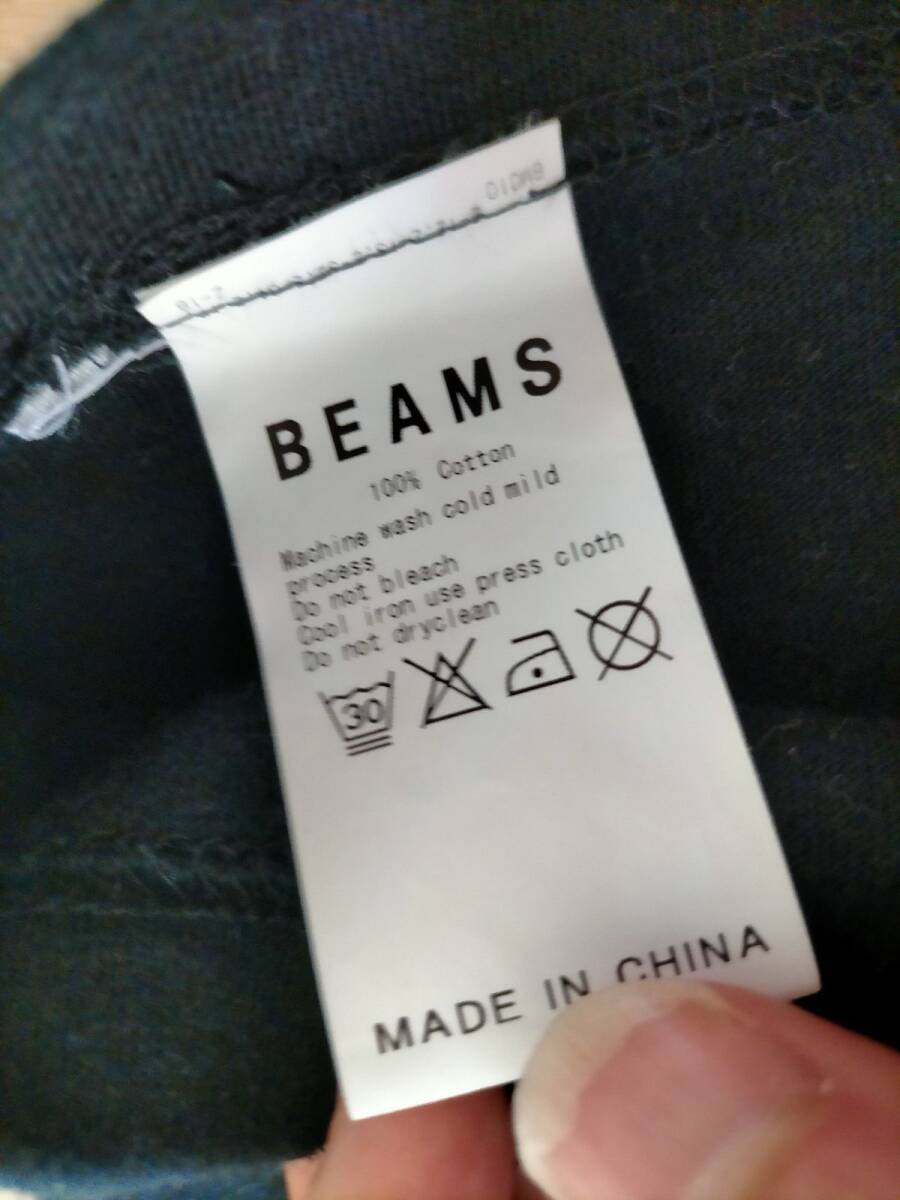 BEAMS
100% Cotton
Machine wash cold mild
process
Do not bleach
Cool iron use press cloth
Do not dryclean
30
MADE IN CHINA